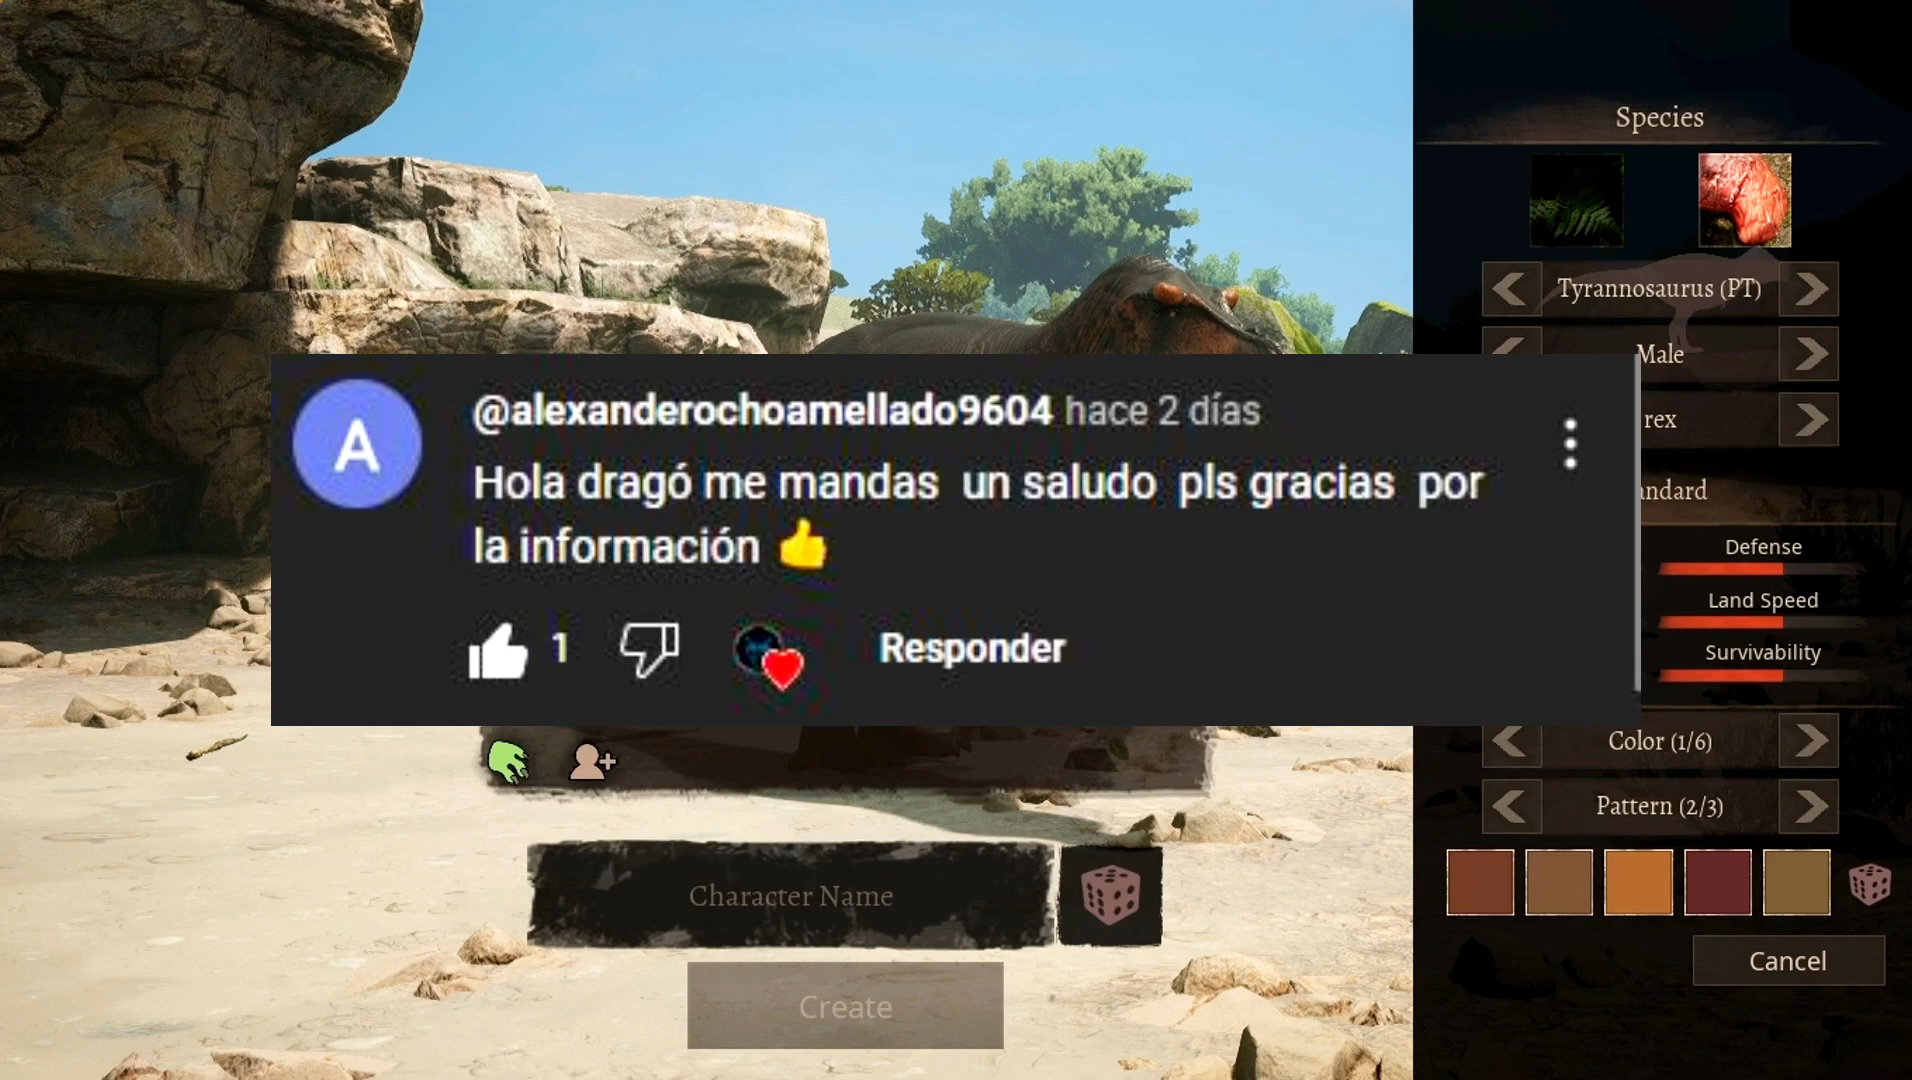 Species
Tyrannosaurus (PT)
Male
rex
andard
@alexanderochoamellado9604 hace 2 días
Hola dragó me mandas un saludo pls gracias por
la información 👍
1 Responder
A
Defense
Land Speed
Survivability
Color (1/6)
Pattern (2/3)
Character Name
Create
Cancel